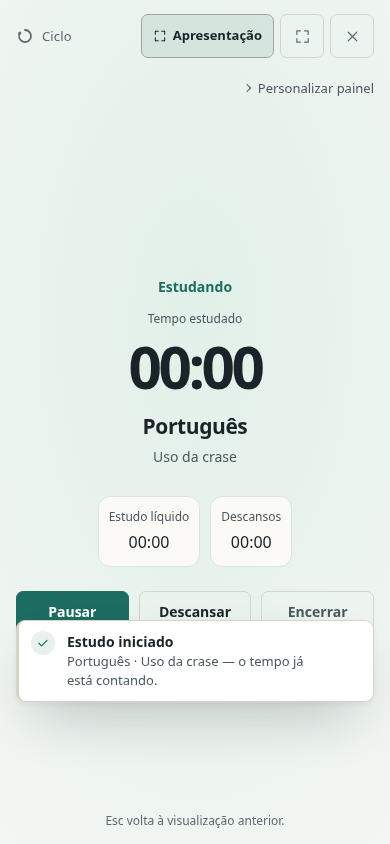 Ciclo
Apresentação
Personalizar painel
Estudando
Tempo estudado
00:00
Português
Uso da crase
Estudo líquido
00:00
Descansos
00:00
Pausar
Descansar
Encerrar
Estudo iniciado
Português · Uso da crase — o tempo já
está contando.
Esc volta à visualização anterior.